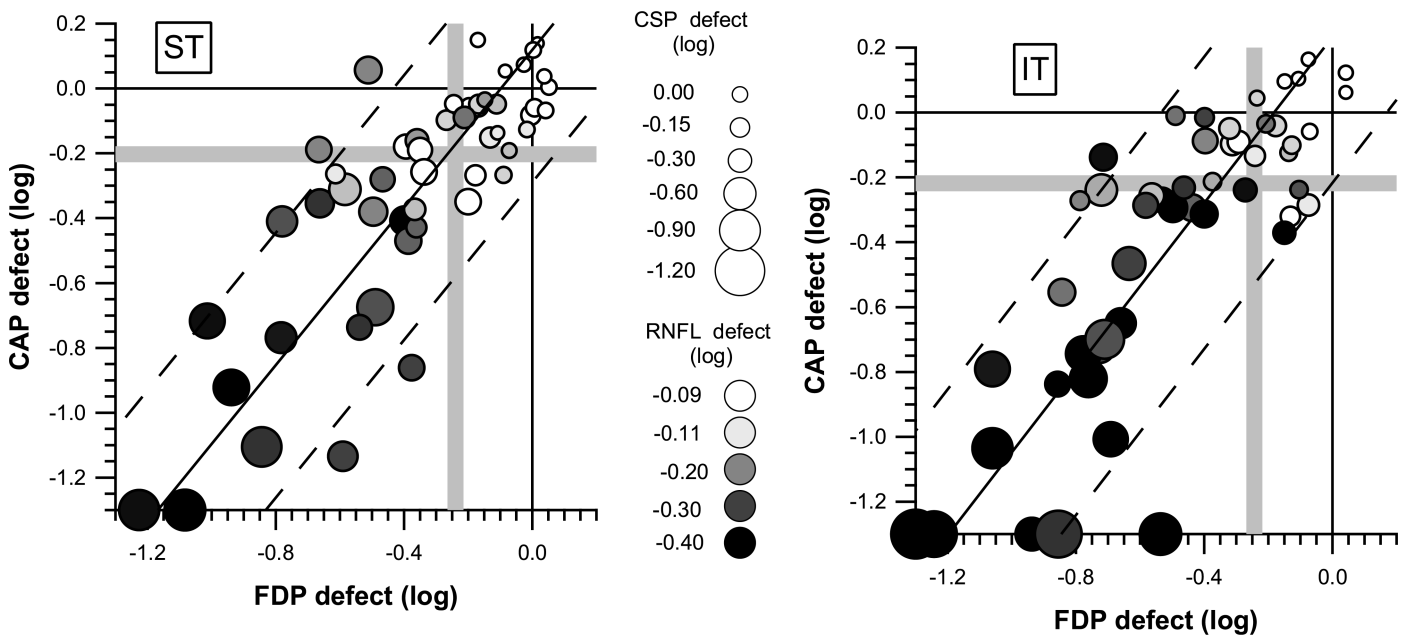 ST
0.2
0.0
-0.2
-0.4
-0.6
-0.8
-1.0
-1.2
CAP defect (log)
-1.2 -0.8 -0.4 0.0
FDP defect (log)
CSP defect
(log)
0.00
-0.15
-0.30
-0.60
-0.90
-1.20
RNFL defect
(log)
-0.09
-0.11
-0.20
-0.30
-0.40
IT
0.2
0.0
-0.2
-0.4
-0.6
-0.8
-1.0
-1.2
CAP defect (log)
-1.2 -0.8 -0.4 0.0
FDP defect (log)